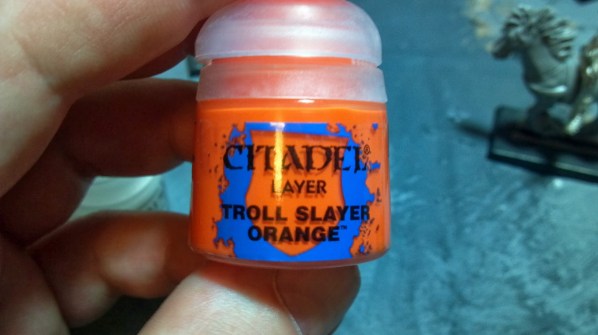 CITADEL®
LAYER
TROLL SLAYER
ORANGE™